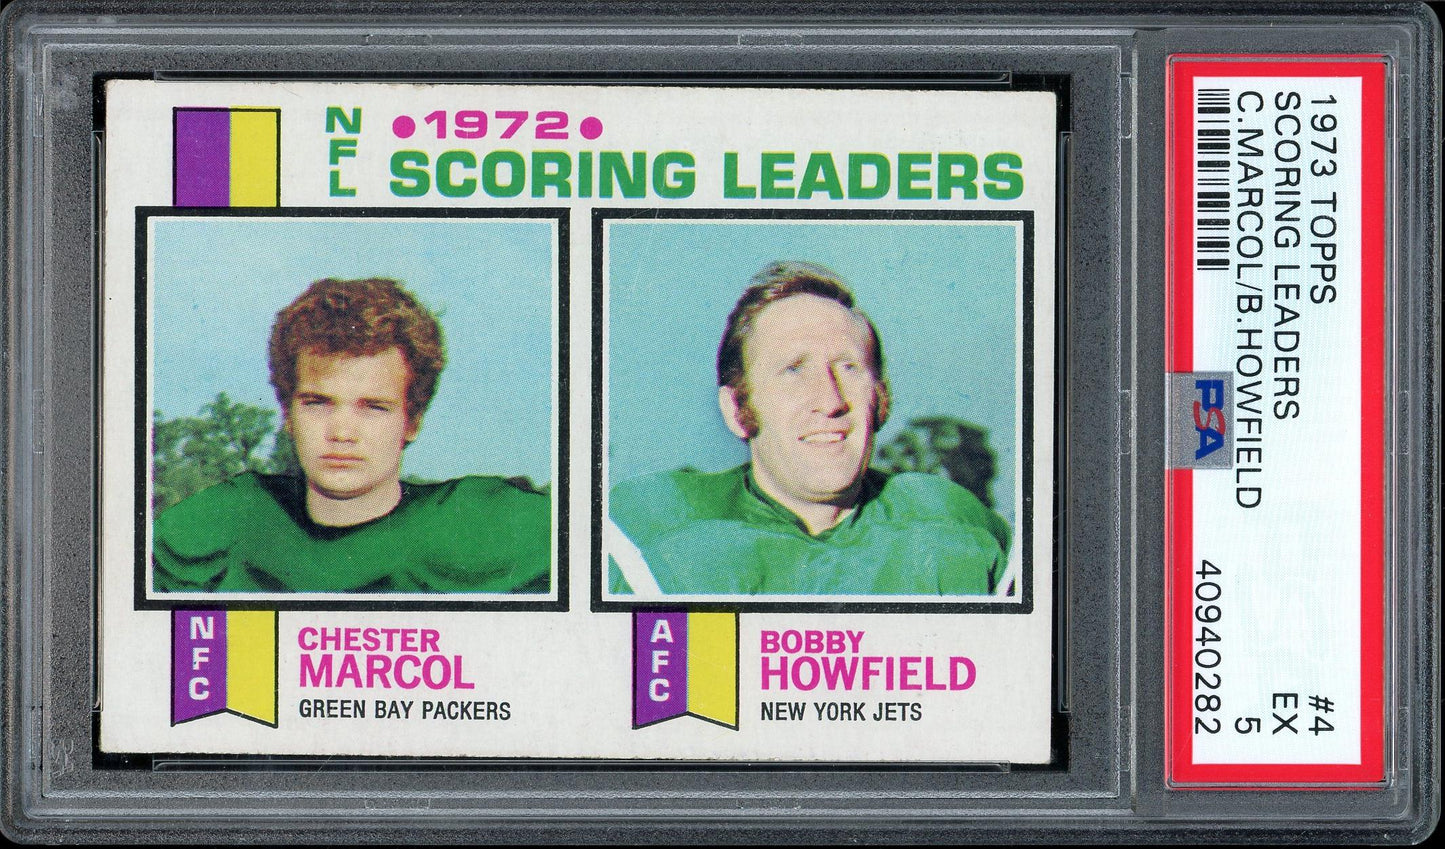 NFL
• 1972 •
SCORING LEADERS
NFC
CHESTER
MARCOL
GREEN BAY PACKERS
AFC
BOBBY
HOWFIELD
NEW YORK JETS
1973 TOPPS #4
SCORING LEADERS EX
C.MARCOL/B.HOWFIELD 5
40940282
PSA